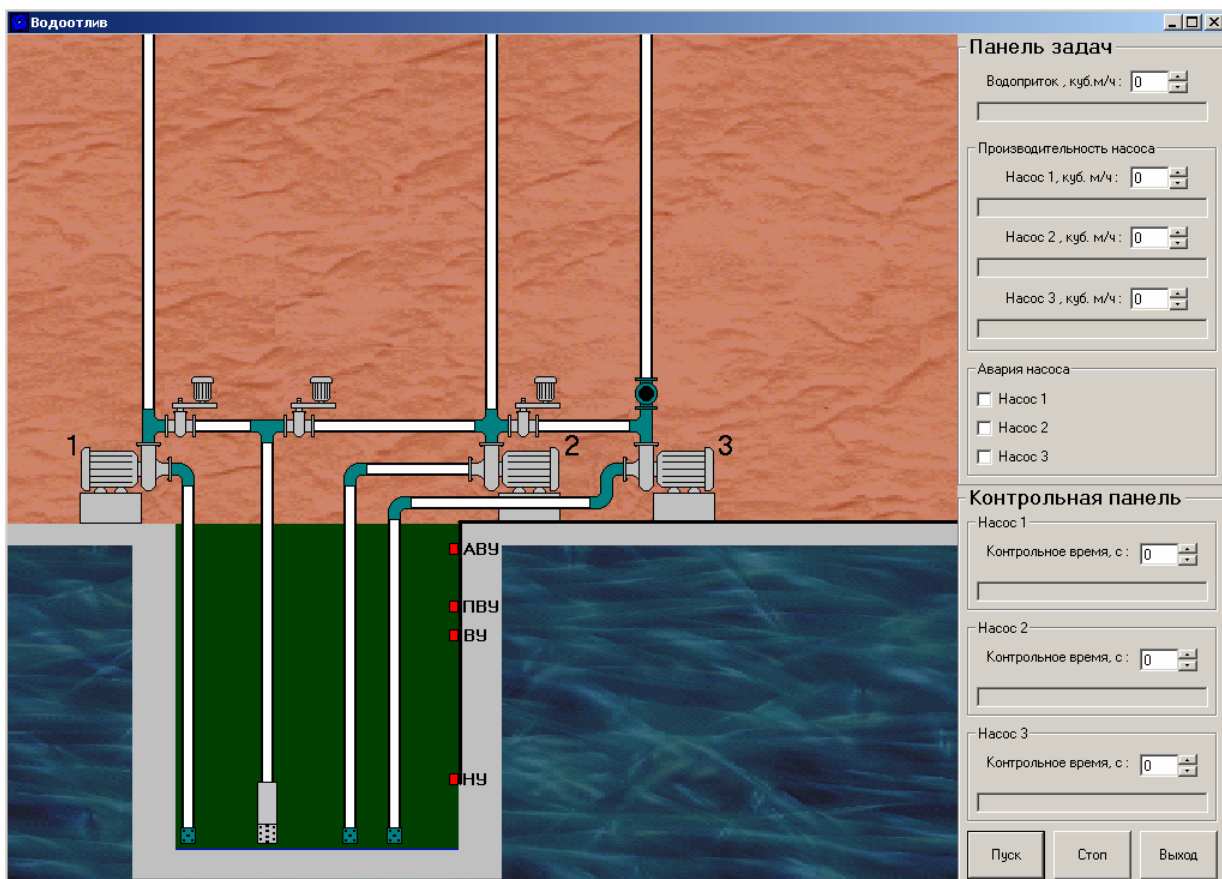 Водоотлив
Панель задач
Водоприток , куб.м/ч : 0
Производительность насоса
Насос 1, куб. м/ч : 0
Насос 2 , куб. м/ч : 0
Насос 3 , куб. м/ч : 0
Авария насоса
Насос 1
Насос 2
Насос 3
1
2
3
АВУ
ПВУ
ВУ
НУ
Контрольная панель
Насос 1
Контрольное время, с : 0
Насос 2
Контрольное время, с : 0
Насос 3
Контрольное время, с : 0
Пуск Стоп Выход